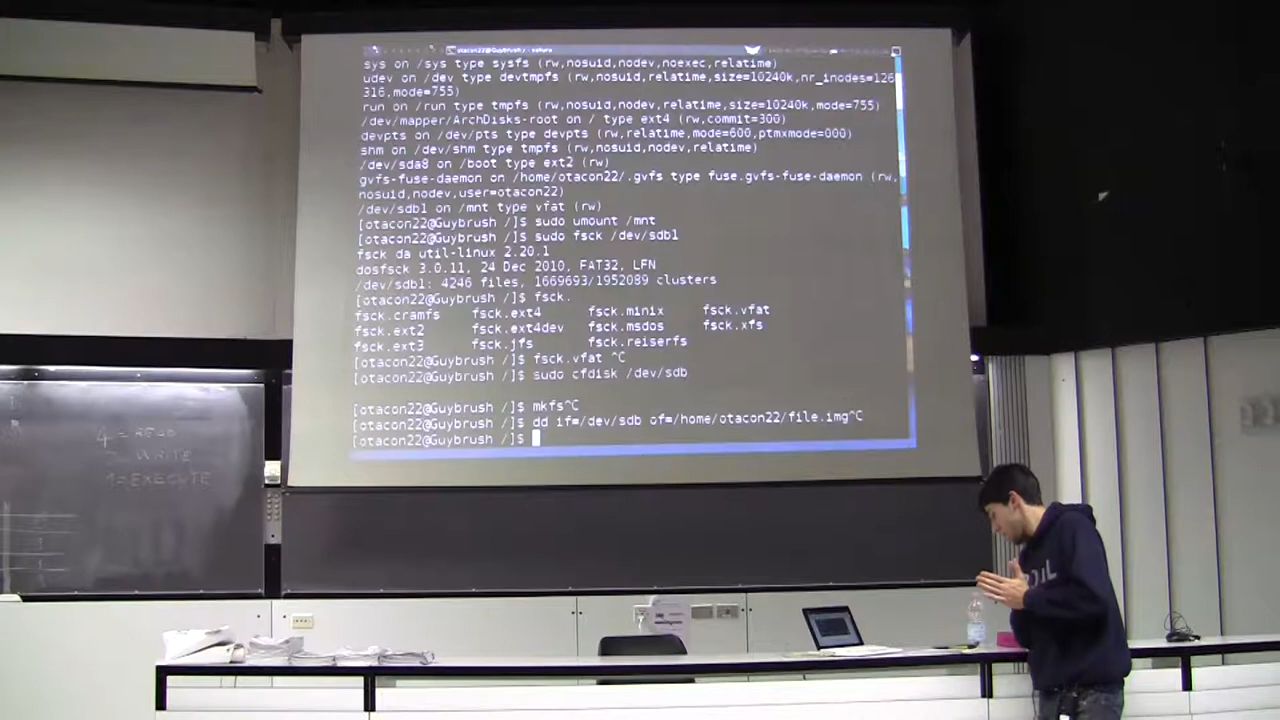 otacon22@Guybrush: - sakura
sys on /sys type sysfs (rw,nosuid,nodev,noexec,relatime)
udev on /dev type devtmpfs (rw,nosuid,relatime,size=10240k,nr_inodes=126
316,mode=755)
run on /run type tmpfs (rw,nosuid,nodev,relatime,size=10240k,mode=755)
/dev/mapper/ArchDisks-root on / type ext4 (rw,commit=300)
devpts on /dev/pts type devpts (rw,relatime,mode=600,ptmxmode=000)
shm on /dev/shm type tmpfs (rw,nosuid,nodev,relatime)
/dev/sda8 on /boot type ext2 (rw)
gvfs-fuse-daemon on /home/otacon22/.gvfs type fuse.gvfs-fuse-daemon (rw,
nosuid,nodev,user=otacon22)
/dev/sdb1 on /mnt type vfat (rw)
[otacon22@Guybrush /]$ sudo umount /mnt
[otacon22@Guybrush /]$ sudo fsck /dev/sdb1
fsck da util-linux 2.20.1
dosfsck 3.0.11, 24 Dec 2010, FAT32, LFN
/dev/sdb1: 4246 files, 1669693/1952089 clusters
[otacon22@Guybrush /]$ fsck.
fsck.cramfs fsck.ext4 fsck.minix fsck.vfat
fsck.ext2 fsck.ext4dev fsck.msdos fsck.xfs
fsck.ext3 fsck.jfs fsck.reiserfs
[otacon22@Guybrush /]$ fsck.vfat ^C
[otacon22@Guybrush /]$ sudo cfdisk /dev/sdb
[otacon22@Guybrush /]$ mkfs^C
[otacon22@Guybrush /]$ dd if=/dev/sdb of=/home/otacon22/file.img^C
[otacon22@Guybrush /]$
4 = READ
= WRITE
1=EXECUTE